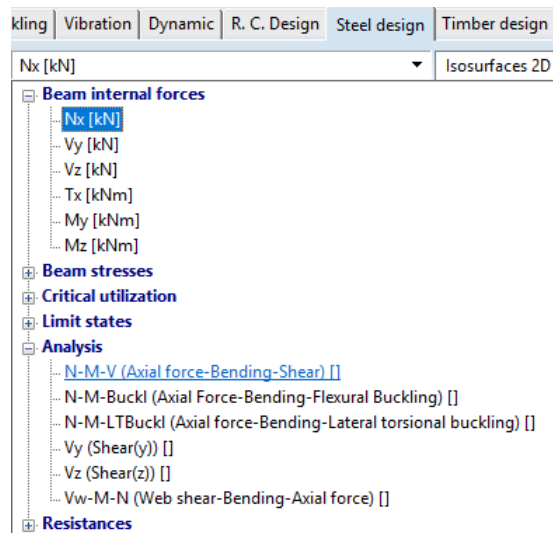 kling Vibration Dynamic R. C. Design Steel design Timber design
Nx [kN] Isosurfaces 2D
Beam internal forces
Nx [kN]
Vy [kN]
Vz [kN]
Tx [kNm]
My [kNm]
Mz [kNm]
Beam stresses
Critical utilization
Limit states
Analysis
N-M-V (Axial force-Bending-Shear) []
N-M-Buckl (Axial Force-Bending-Flexural Buckling) []
N-M-LTBuckl (Axial force-Bending-Lateral torsional buckling) []
Vy (Shear(y)) []
Vz (Shear(z)) []
Vw-M-N (Web shear-Bending-Axial force) []
Resistances